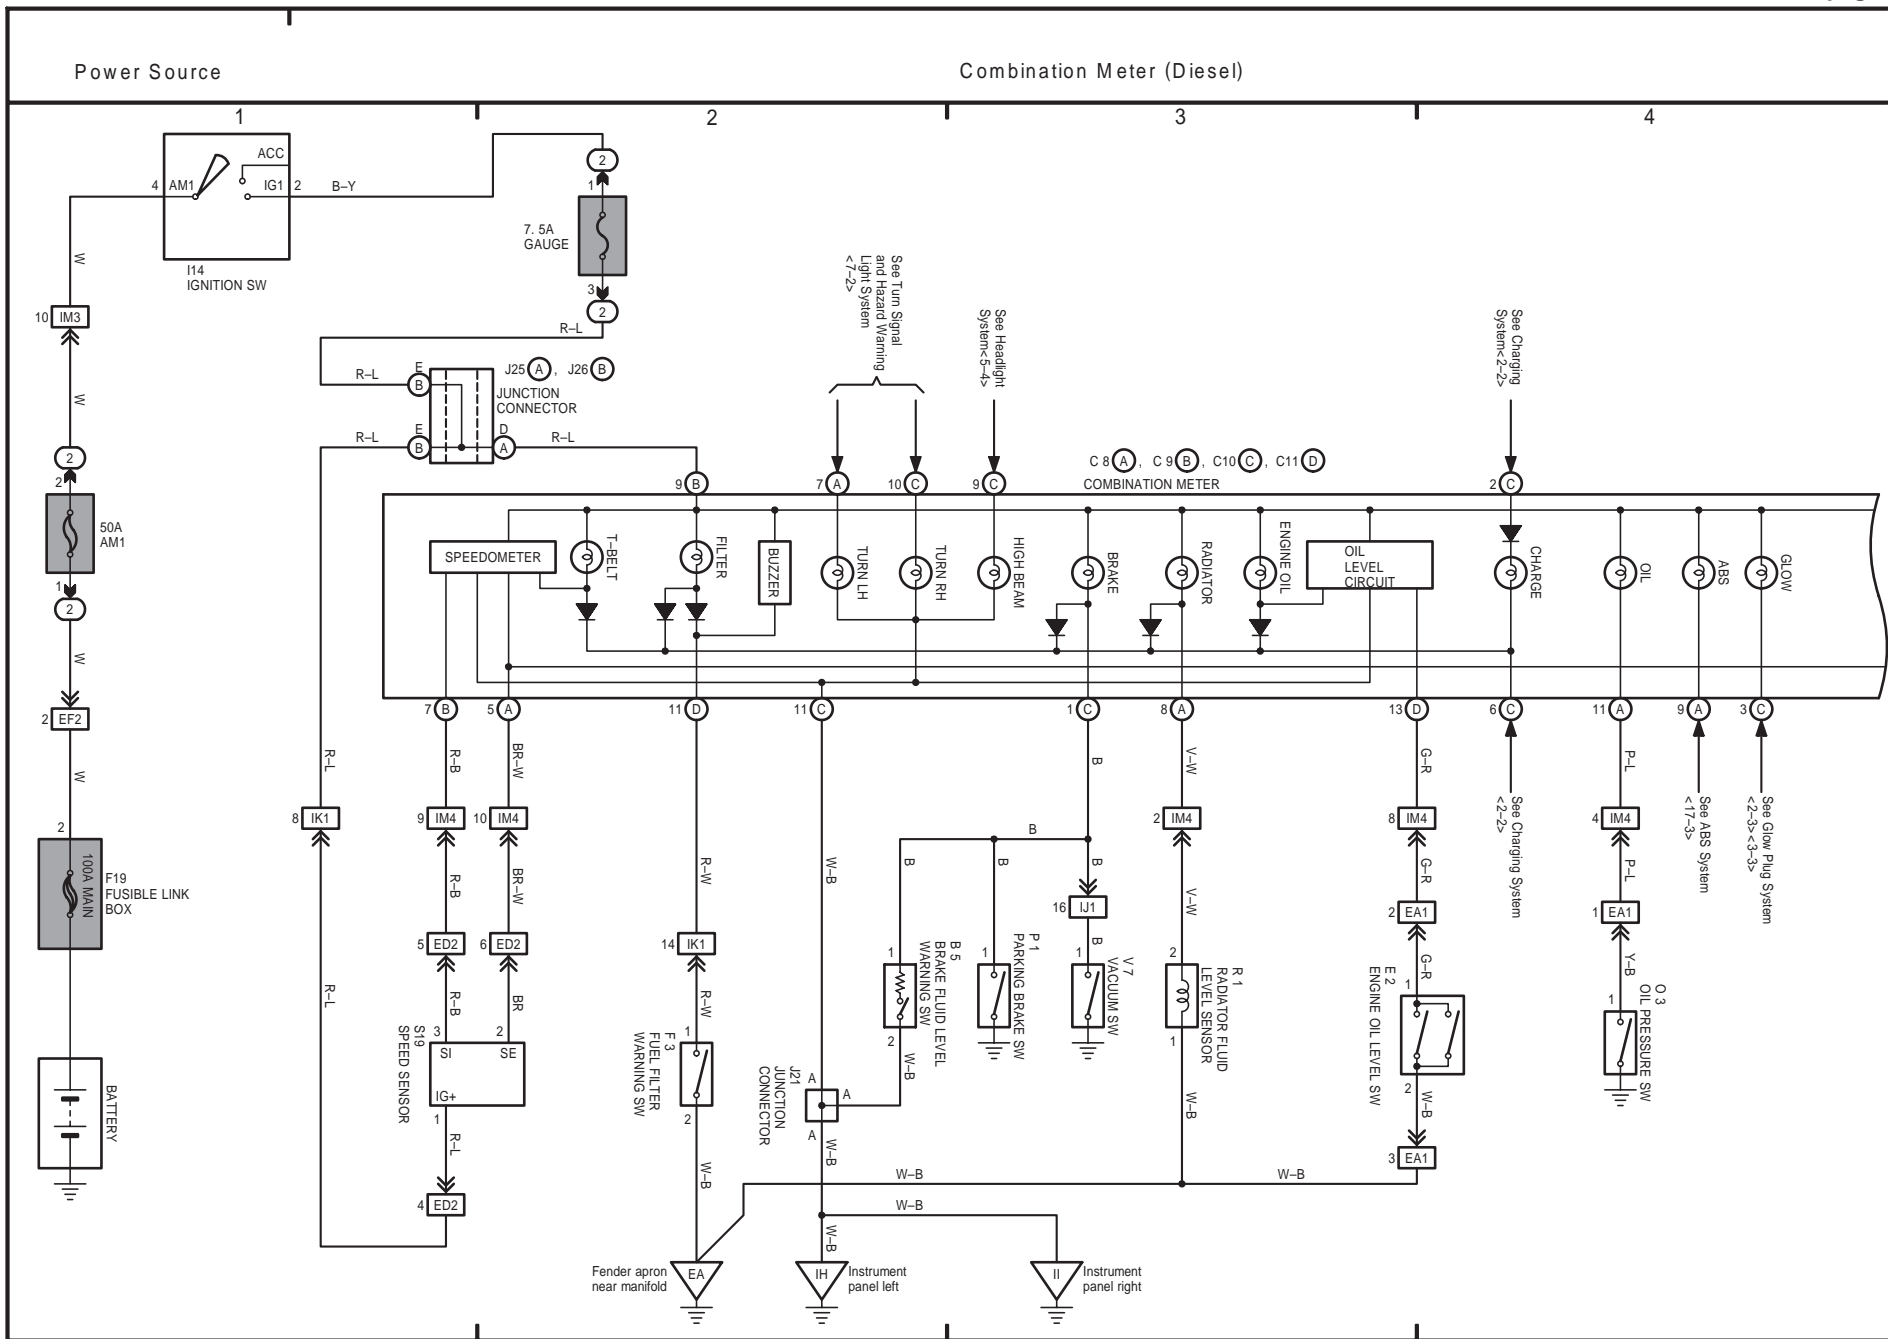 Power Source
Combination Meter (Diesel)
1
2
3
4
ACC
4
AM1
IG1
2
B–Y
I14
IGNITION SW
2
1
7. 5A
GAUGE
3
2
R–L
W
10
IM3
W
2
2
50A
AM1
1
2
W
2
EF2
W
2
100A MAIN
F19
FUSIBLE LINK
BOX
BATTERY
R–L
E
B
J25
A
,
J26
B
JUNCTION
CONNECTOR
R–L
E
B
D
A
R–L
See Turn Signal
and Hazard Warning
Light System
<7–2>
See Headlight
System<5–4>
See Charging
System<2–2>
C 8
A
, C 9
B
, C10
C
, C11
D
COMBINATION METER
9
B
7
A
10
C
9
C
2
C
SPEEDOMETER
T–BELT
FILTER
BUZZER
TURN LH
TURN RH
HIGH BEAM
BRAKE
RADIATOR
ENGINE OIL
OIL
LEVEL
CIRCUIT
CHARGE
OIL
ABS
GLOW
7
B
5
A
11
D
11
C
1
C
8
A
13
D
6
C
11
A
9
A
3
C
R–L
R–B
BR–W
B
V–W
G–R
P–L
8
IK1
9
IM4
10
IM4
2
IM4
8
IM4
See Charging System
<2–2>
4
IM4
See ABS System
<17–3>
See Glow Plug System
<2–3><3–3>
R–B
BR–W
R–W
W–B
B
B
B
B
V–W
G–R
P–L
16
IJ1
2
EA1
1
EA1
5
ED2
6
ED2
14
IK1
B
G–R
Y–B
R–L
R–B
BR
R–W
1
B 5
BRAKE FLUID LEVEL
WARNING SW
2
1
P 1
PARKING BRAKE SW
1
V 7
VACUUM SW
2
R 1
RADIATOR FLUID
LEVEL SENSOR
1
1
E 2
ENGINE OIL LEVEL SW
2
1
O 3
OIL PRESSURE SW
S19
SPEED SENSOR
3
SI
2
SE
IG+
1
F 3
FUEL FILTER
WARNING SW
1
2
J21
JUNCTION
CONNECTOR
A
A
A
W–B
W–B
W–B
R–L
W–B
W–B
3
EA1
4
ED2
W–B
W–B
W–B
W–B
Fender apron
near manifold
EA
IH
Instrument
panel left
II
Instrument
panel right